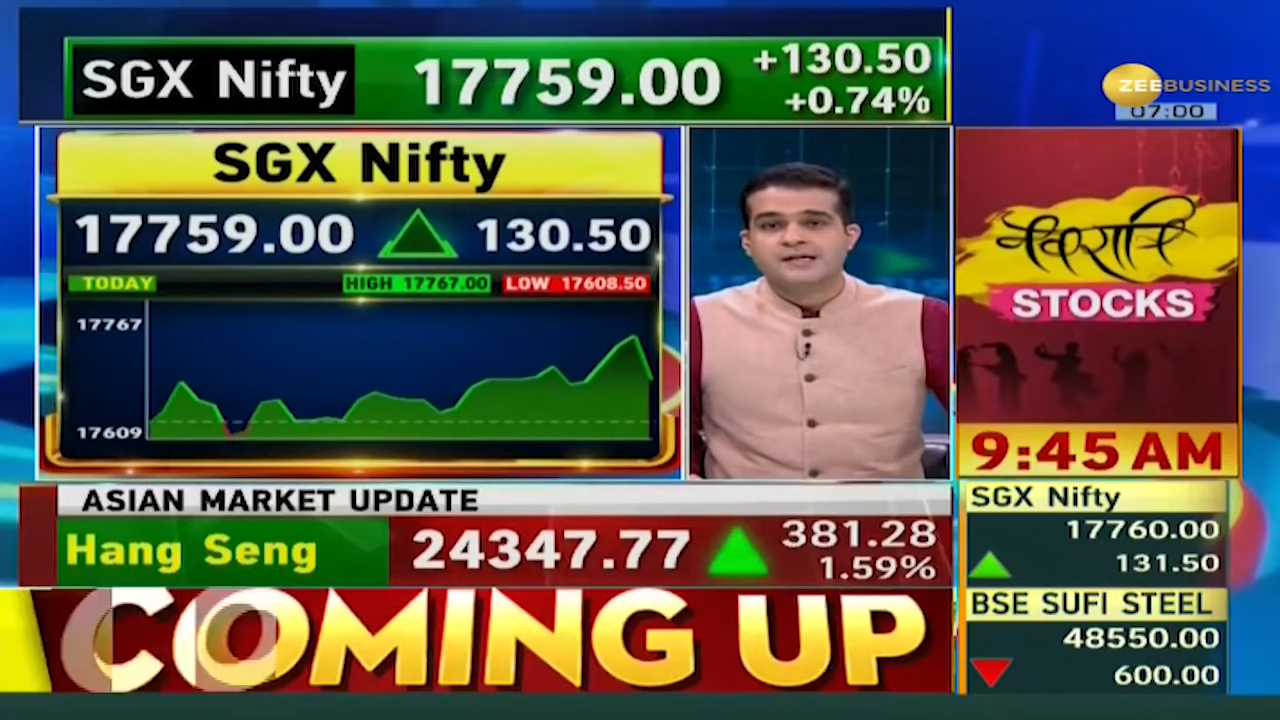 SGX Nifty 17759.00 +130.50
+0.74%
ZEEBUSINESS
07:00
SGX Nifty
17759.00 130.50
TODAY HIGH 17767.00 LOW 17608.50
17767
17609
नवरात्रि
STOCKS
9:45 AM
ASIAN MARKET UPDATE
Hang Seng 24347.77 381.28
1.59%
COMING UP
SGX Nifty
17760.00
131.50
BSE SUFI STEEL
48550.00
600.00